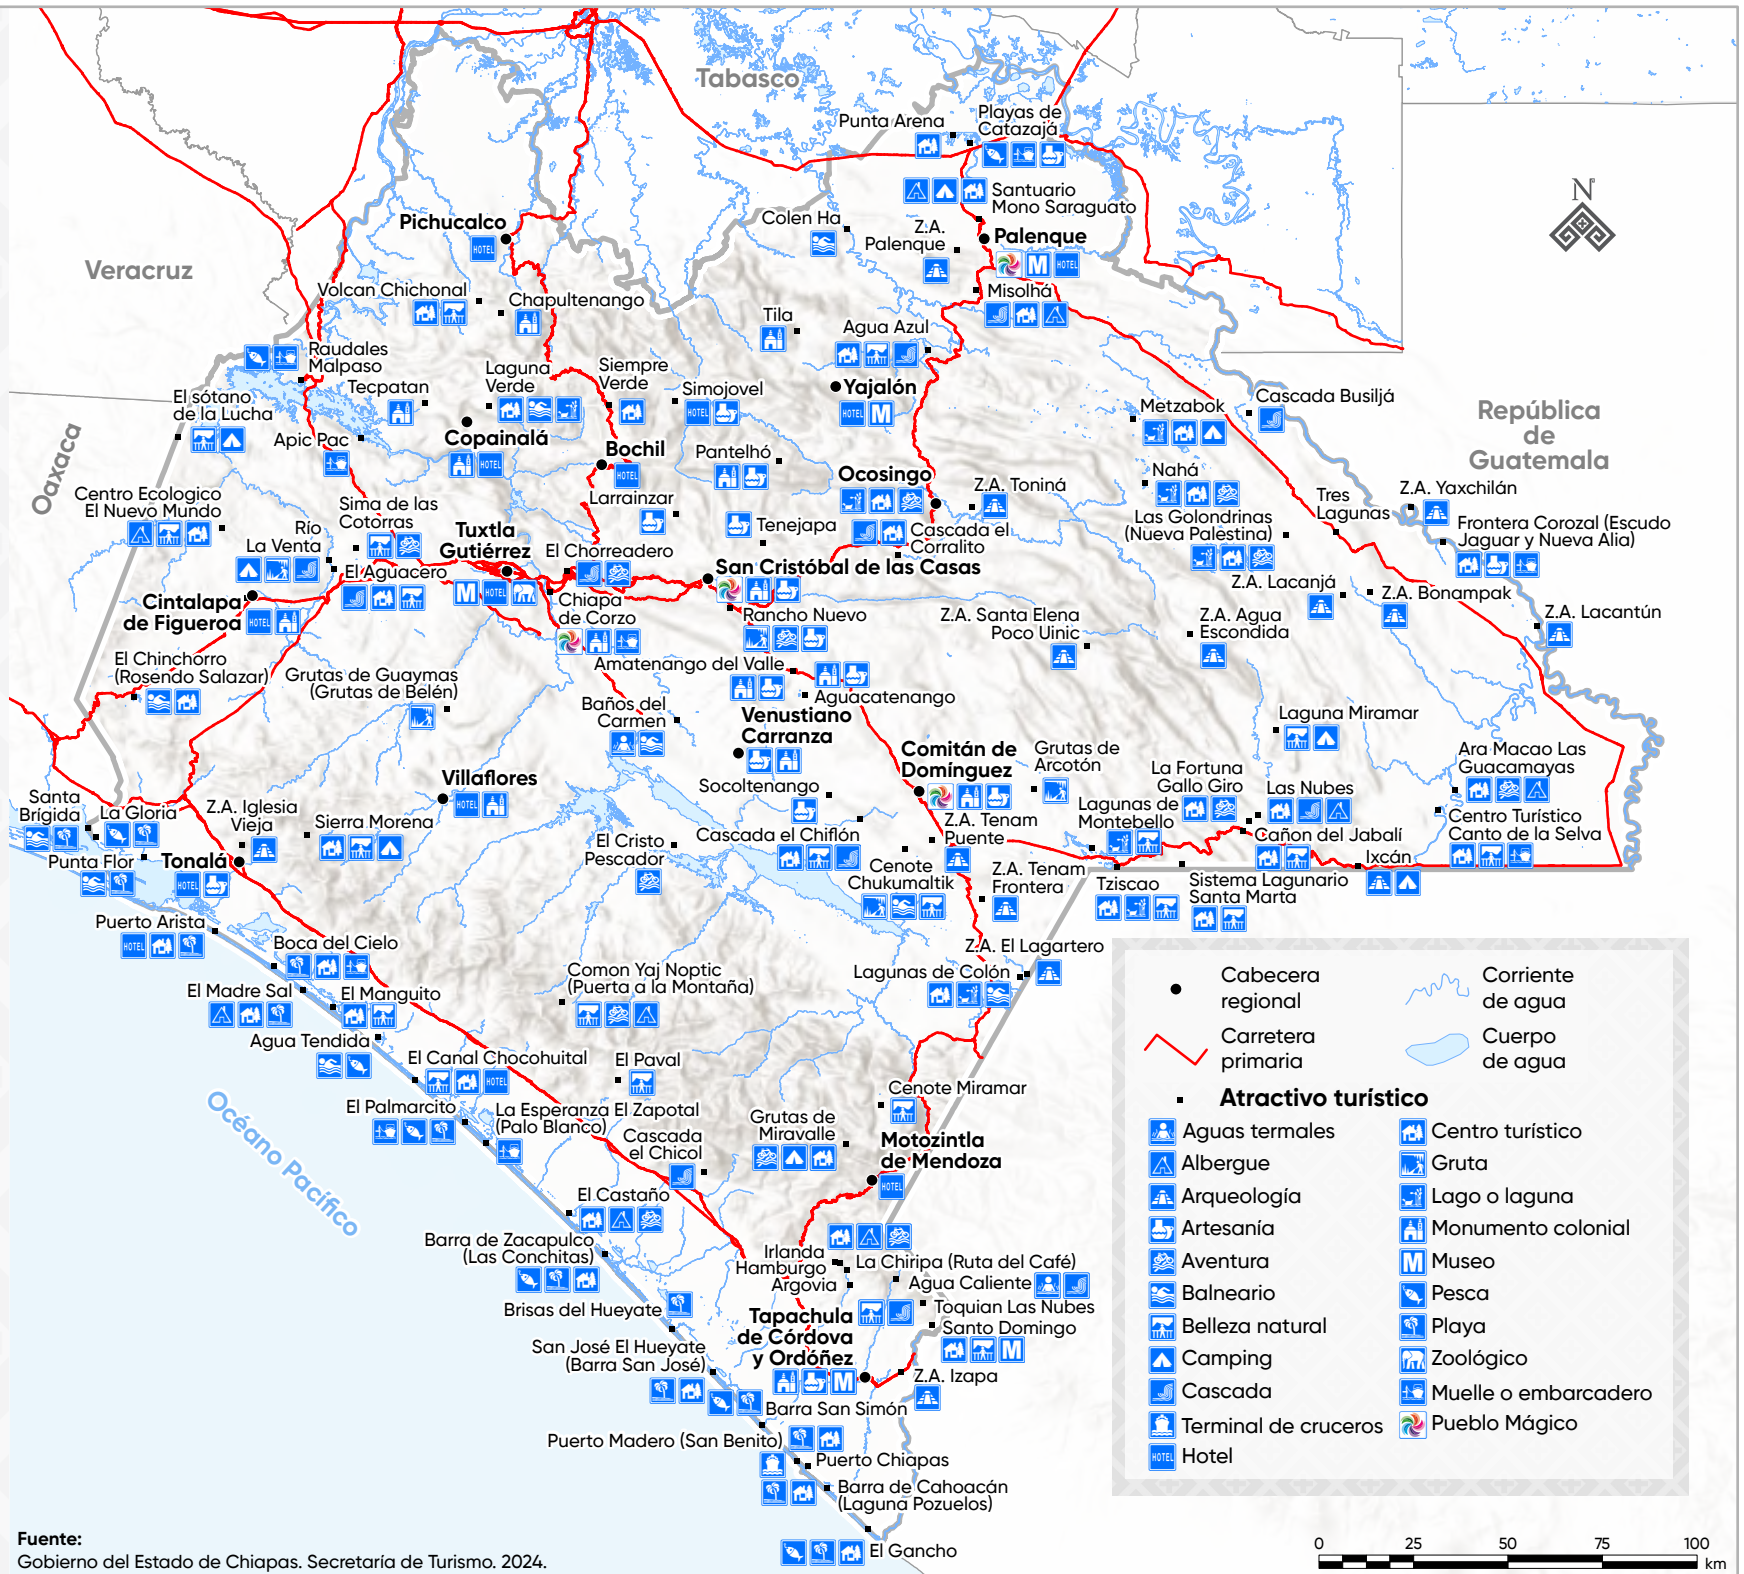 Tabasco
Veracruz
Oaxaca
República
de
Guatemala
Océano Pacífico
N
Punta Arena
Playas de
Catazajá
Santuario
Mono Saraguato
Colen Ha
Z.A.
Palenque
Palenque
HOTEL
M
Pichucalco
HOTEL
Misolhá
Volcan Chichonal
Chapultenango
Tila
Agua Azul
Raudales
Malpaso
Laguna
Verde
Siempre
Verde
Tecpatan
Simojovel
HOTEL
Yajalón
HOTEL
M
Metzabok
Cascada Busiljá
El sótano
de la Lucha
Apic Pac
Copainalá
HOTEL
Bochil
HOTEL
Pantelhó
Ocosingo
Nahá
Z.A. Toniná
Tres
Lagunas
Z.A. Yaxchilán
Centro Ecologico
El Nuevo Mundo
Larrainzar
Sima de las
Cotorras
Río
La Venta
Tuxtla
Gutiérrez
M
HOTEL
Tenejapa
Cascada el
Corralito
Las Golondrinas
(Nueva Palestina)
Frontera Corozal (Escudo
Jaguar y Nueva Alia)
El Chorreadero
San Cristóbal de las Casas
El Aguacero
Z.A. Lacanjá
Z.A. Bonampak
Cintalapa
de Figueroa
HOTEL
Chiapa
de Corzo
Rancho Nuevo
Z.A. Santa Elena
Poco Uinic
Z.A. Agua
Escondida
Z.A. Lacantún
El Chinchorro
(Rosendo Salazar)
Grutas de Guaymas
(Grutas de Belén)
Amatenango del Valle
Aguacatenango
Baños del
Carmen
Venustiano
Carranza
Laguna Miramar
Comitán de
Domínguez
Grutas de
Arcotón
Ara Macao Las
Guacamayas
Villaflores
HOTEL
Socoltenango
La Fortuna
Gallo Giro
Las Nubes
Santa
Brígida
La Gloria
Z.A. Iglesia
Vieja
Sierra Morena
Lagunas de
Montebello
Centro Turístico
Canto de la Selva
Cascada el Chiflón
Z.A. Tenam
Puente
Cañon del Jabalí
Punta Flor
Tonalá
HOTEL
El Cristo
Pescador
Cenote
Chukumaltik
Z.A. Tenam
Frontera
Ixcán
Tziscao
Sistema Lagunario
Santa Marta
Puerto Arista
HOTEL
Boca del Cielo
Z.A. El Lagartero
Lagunas de Colón
Comon Yaj Noptic
(Puerta a la Montaña)
El Madre Sal
El Manguito
Agua Tendida
El Canal Chocohuital
HOTEL
El Paval
Cenote Miramar
El Palmarcito
La Esperanza El Zapotal
(Palo Blanco)
Grutas de
Miravalle
Cascada
el Chicol
Motozintla
de Mendoza
HOTEL
El Castaño
Barra de Zacapulco
(Las Conchitas)
Irlanda
Hamburgo
Argovia
La Chiripa (Ruta del Café)
Agua Caliente
Brisas del Hueyate
Toquian Las Nubes
Santo Domingo
M
Tapachula
de Córdova
y Ordóñez
M
San José El Hueyate
(Barra San José)
Z.A. Izapa
Barra San Simón
Puerto Madero (San Benito)
Puerto Chiapas
Barra de Cahoacán
(Laguna Pozuelos)
El Gancho
Cabecera
regional
Corriente
de agua
Carretera
primaria
Cuerpo
de agua
Atractivo turístico
Aguas termales
Albergue
Arqueología
Artesanía
Aventura
Balneario
Belleza natural
Camping
Cascada
Terminal de cruceros
HOTEL Hotel
Centro turístico
Gruta
Lago o laguna
Monumento colonial
M Museo
Pesca
Playa
Zoológico
Muelle o embarcadero
Pueblo Mágico
Fuente:
Gobierno del Estado de Chiapas. Secretaría de Turismo. 2024.
0 25 50 75 100
km